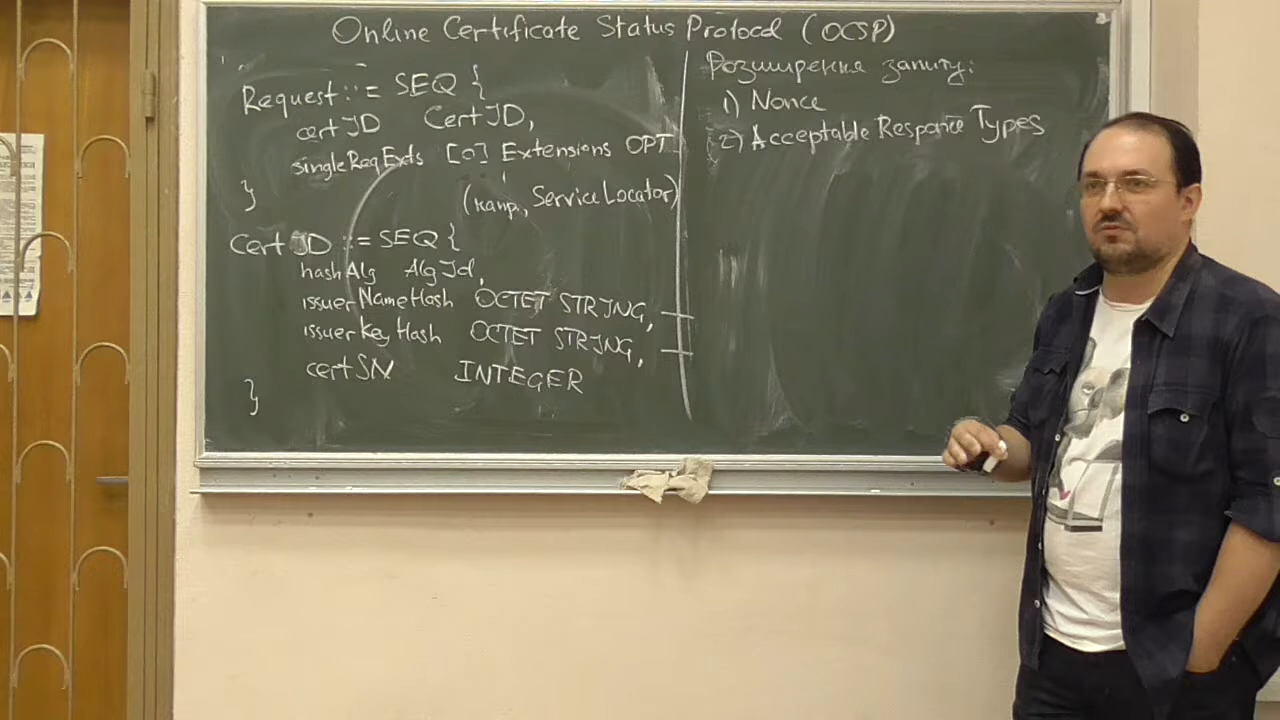 Online Certificate Status Protocol (OCSP)
Request ::= SEQ {
certID CertID,
singleReqExts [0] Extensions OPT.
(напр., ServiceLocator)
}
CertID ::= SEQ {
hashAlg AlgId,
issuerNameHash OCTET STRING,
issuerKeyHash OCTET STRING,
certSN INTEGER
}
Розширення запиту:
1) Nonce
2) Acceptable Response Types